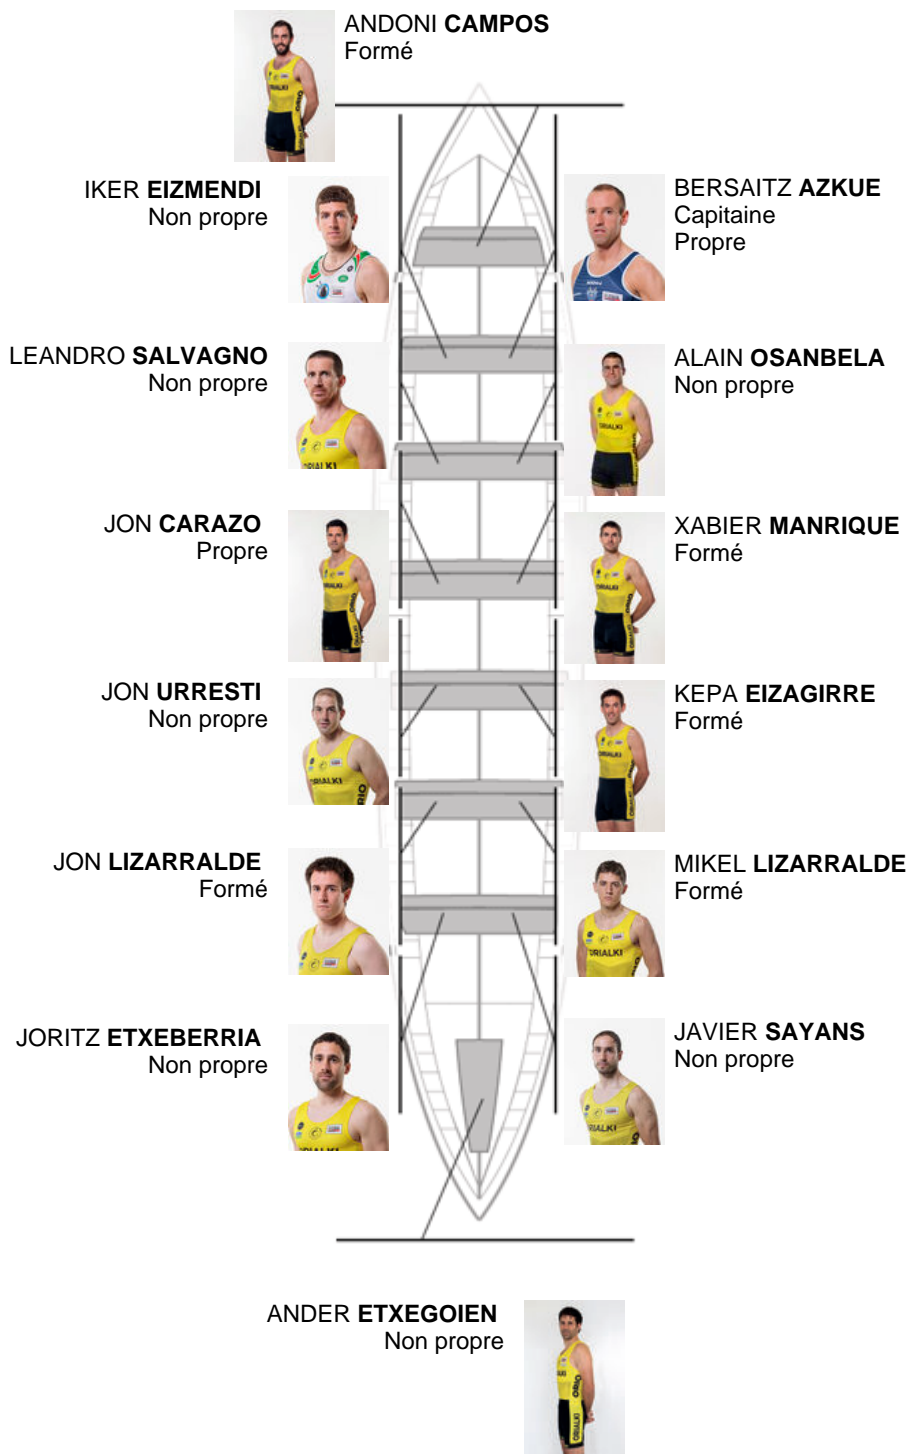 ANDONI CAMPOS
Formé
IKER EIZMENDI
Non propre
BERSAITZ AZKUE
Capitaine
Propre
LEANDRO SALVAGNO
Non propre
ALAIN OSANBELA
Non propre
JON CARAZO
Propre
XABIER MANRIQUE
Formé
JON URRESTI
Non propre
KEPA EIZAGIRRE
Formé
JON LIZARRALDE
Formé
MIKEL LIZARRALDE
Formé
JORITZ ETXEBERRIA
Non propre
JAVIER SAYANS
Non propre
ANDER ETXEGOIEN
Non propre